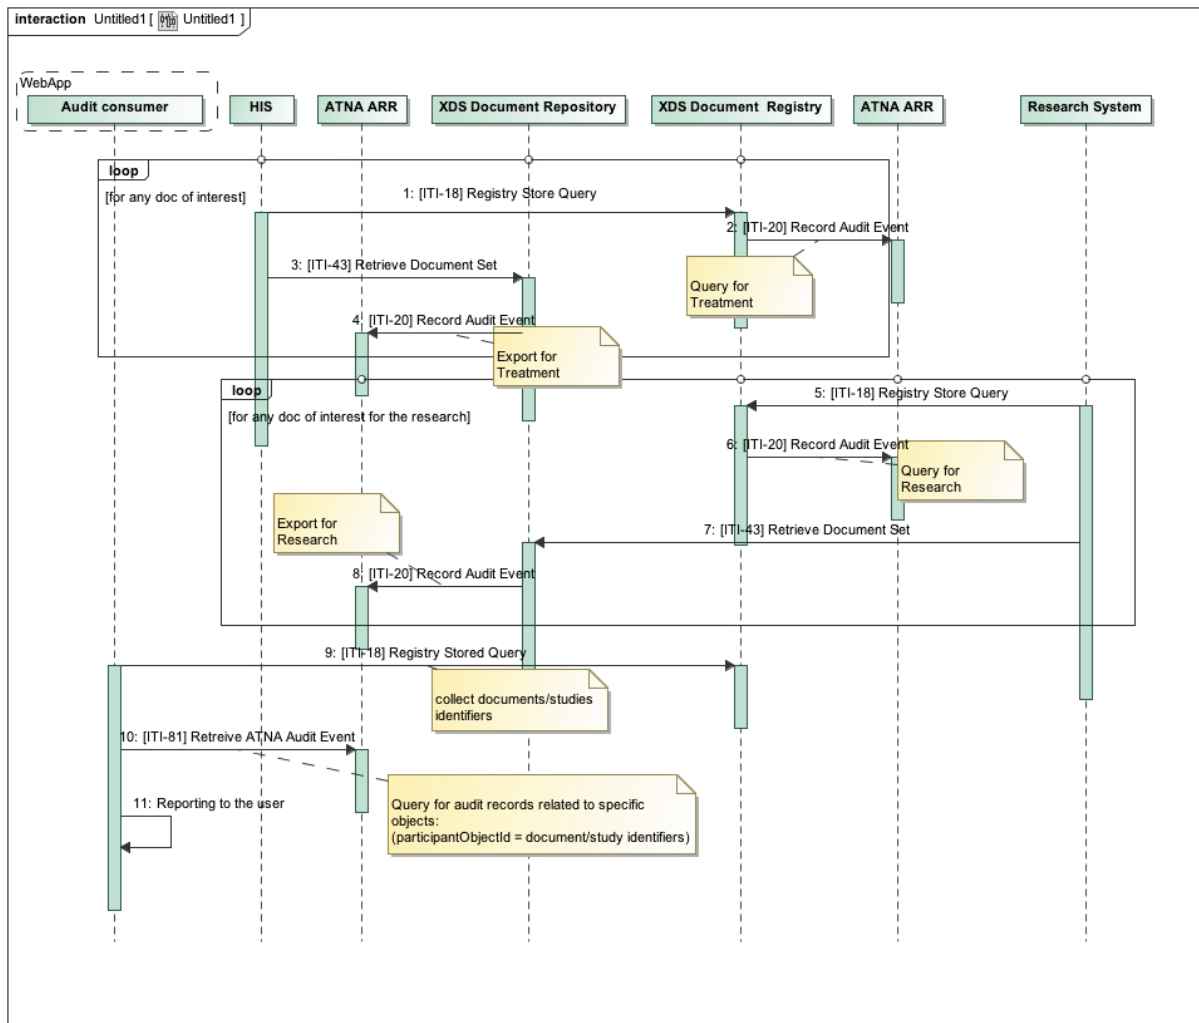 interaction Untitled1 [ Untitled1 ]
WebApp
Audit consumer
HIS
ATNA ARR
XDS Document Repository
XDS Document  Registry
ATNA ARR
Research System
loop
[for any doc of interest]
1: [ITI-18] Registry Store Query
2: [ITI-20] Record Audit Event
3: [ITI-43] Retrieve Document Set
Query for
Treatment
4: [ITI-20] Record Audit Event
Export for
Treatment
loop
[for any doc of interest for the research]
5: [ITI-18] Registry Store Query
6: [ITI-20] Record Audit Event
Query for
Research
Export for
Research
7: [ITI-43] Retrieve Document Set
8: [ITI-20] Record Audit Event
9: [ITI-18] Registry Stored Query
collect documents/studies
identifiers
10: [ITI-81] Retreive ATNA Audit Event
11: Reporting to the user
Query for audit records related to specific
objects:
(participantObjectId = document/study identifiers)